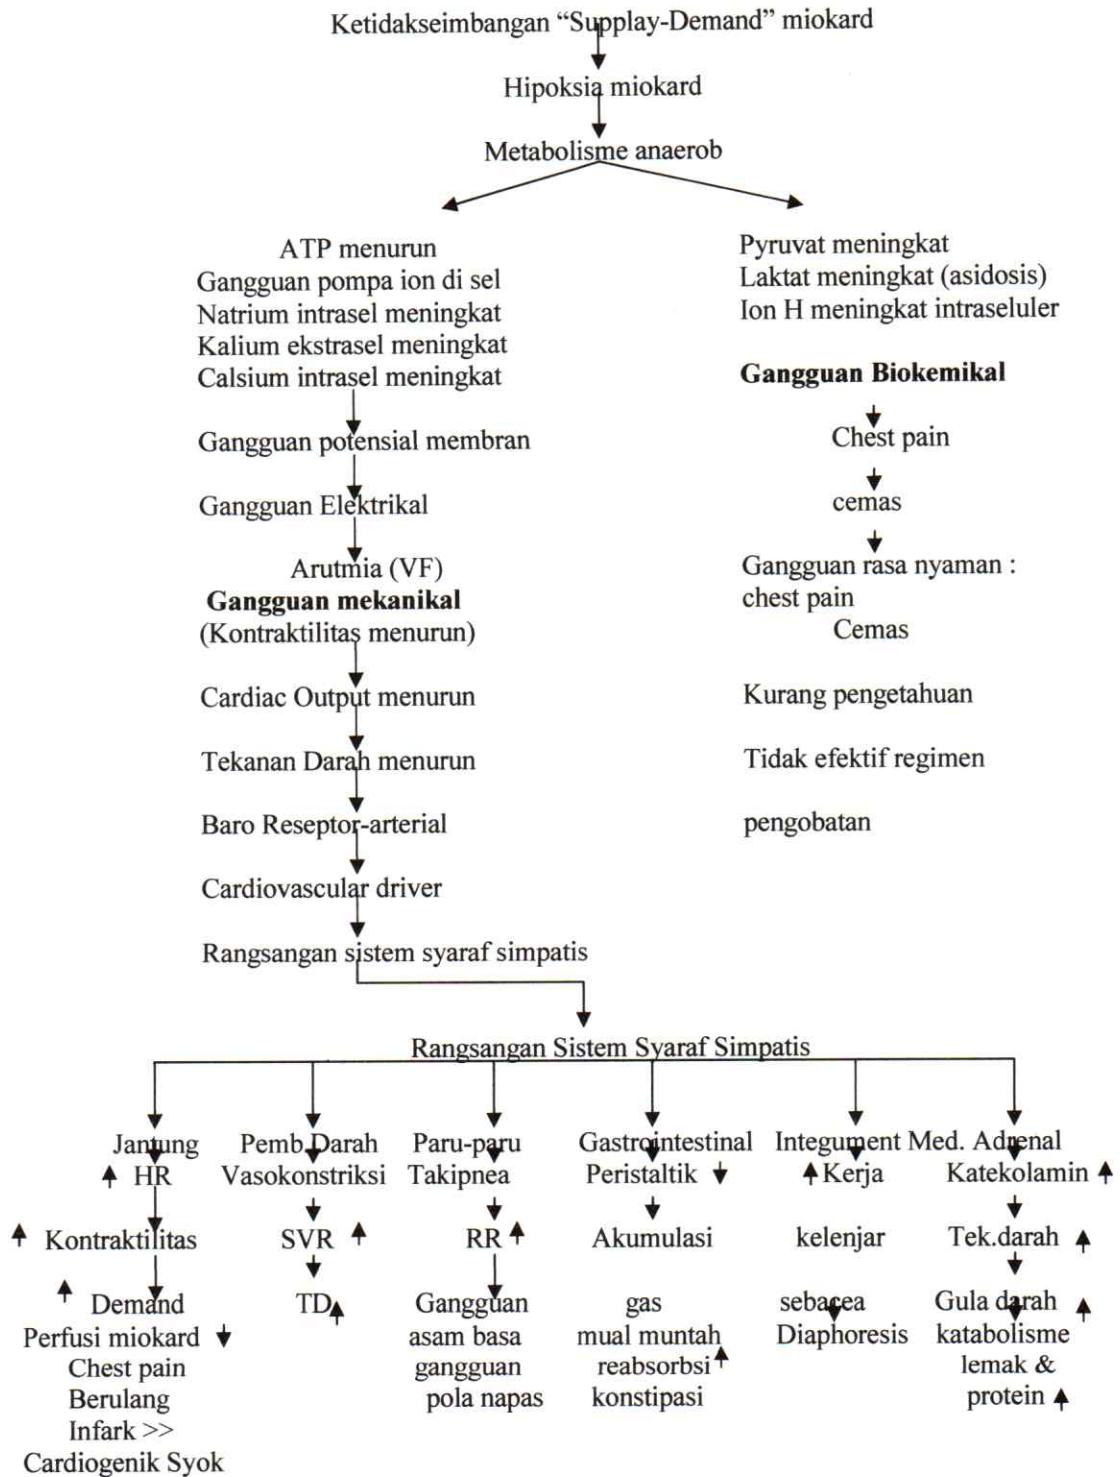 Ketidakseimbangan “Supplay-Demand” miokard
Hipoksia miokard
Metabolisme anaerob
ATP menurun
Gangguan pompa ion di sel
Natrium intrasel meningkat
Kalium ekstrasel meningkat
Calsium intrasel meningkat
Gangguan potensial membran
Gangguan Elektrikal
Arutmia (VF)
Gangguan mekanikal
(Kontraktilitas menurun)
Cardiac Output menurun
Tekanan Darah menurun
Baro Reseptor-arterial
Cardiovascular driver
Rangsangan sistem syaraf simpatis
Pyruvat meningkat
Laktat meningkat (asidosis)
Ion H meningkat intraseluler
Gangguan Biokemikal
Chest pain
cemas
Gangguan rasa nyaman :
chest pain
Cemas
Kurang pengetahuan
Tidak efektif regimen
pengobatan
Rangsangan Sistem Syaraf Simpatis
Jantung
HR
Kontraktilitas
Demand
Perfusi miokard
Chest pain
Berulang
Infark >>
Cardiogenik Syok
Pemb.Darah
Vasokonstriksi
SVR
TD
Paru-paru
Takipnea
RR
Gangguan
asam basa
gangguan
pola napas
Gastrointestinal
Peristaltik
Akumulasi
gas
mual muntah
reabsorbsi
konstipasi
Integument
Kerja
kelenjar
sebacea
Diaphoresis
Med. Adrenal
Katekolamin
Tek.darah
Gula darah
katabolisme
lemak &
protein